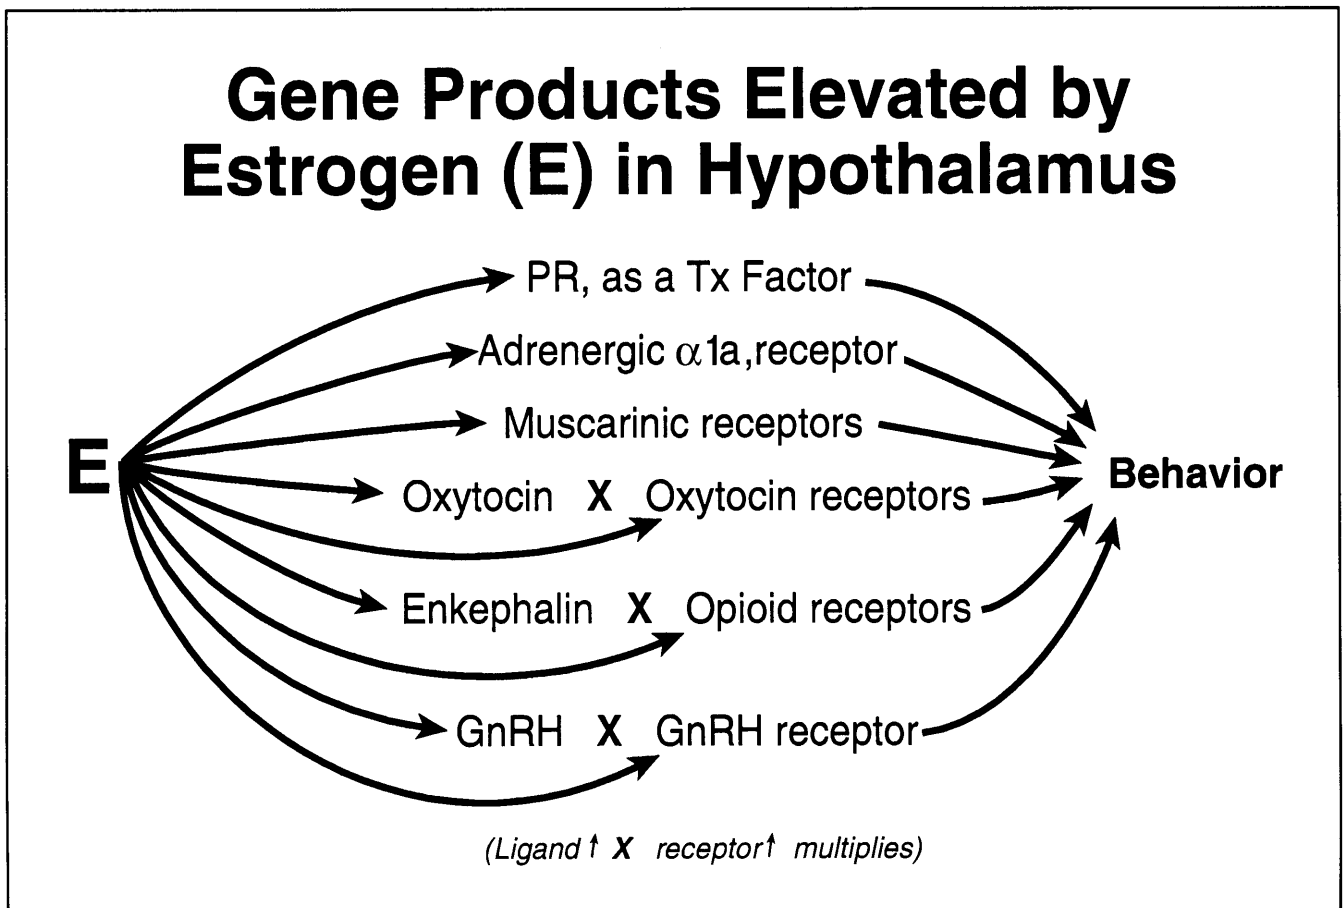 Gene Products Elevated by
Estrogen (E) in Hypothalamus
PR, as a Tx Factor
Adrenergic α1a,receptor
Muscarinic receptors
E
Behavior
Oxytocin X Oxytocin receptors
Enkephalin X Opioid receptors
GnRH X GnRH receptor
(Ligand↑ X receptor↑ multiplies)